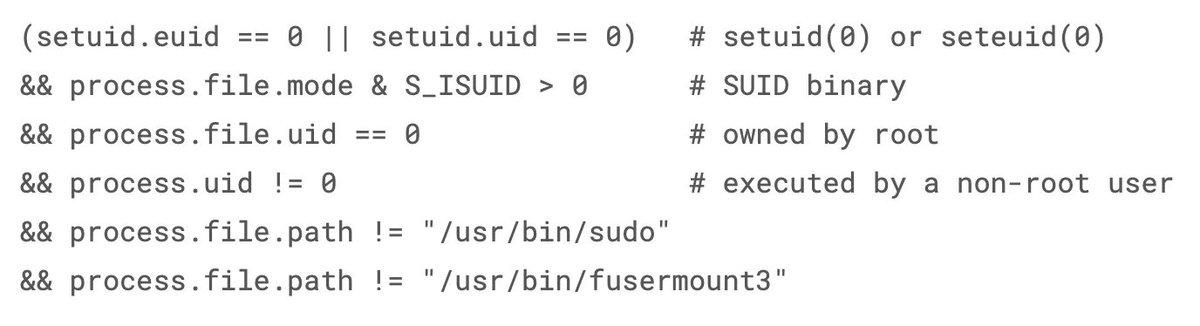 (setuid.euid == 0 || setuid.uid == 0)   # setuid(0) or seteuid(0)
&& process.file.mode & S_ISUID > 0      # SUID binary
&& process.file.uid == 0                # owned by root
&& process.uid != 0                     # executed by a non-root user
&& process.file.path != "/usr/bin/sudo"
&& process.file.path != "/usr/bin/fusermount3"